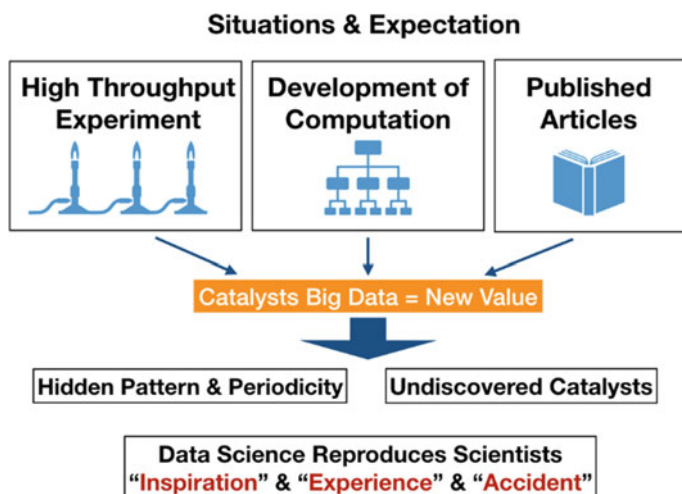 Situations & Expectation
High Throughput
Experiment
Development of
Computation
Published
Articles
Catalysts Big Data = New Value
Hidden Pattern & Periodicity
Undiscovered Catalysts
Data Science Reproduces Scientists
“Inspiration” & “Experience” & “Accident”